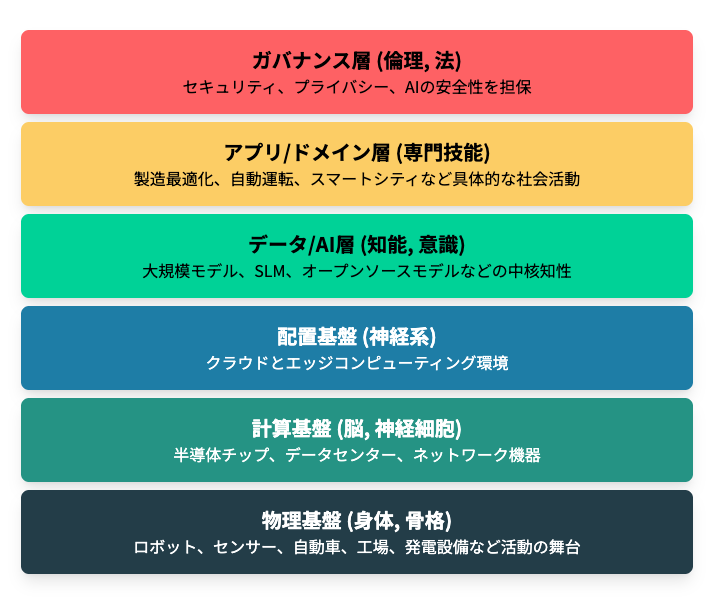 ガバナンス層 (倫理, 法)
セキュリティ、プライバシー、AIの安全性を担保
アプリ/ドメイン層 (専門技能)
製造最適化、自動運転、スマートシティなど具体的な社会活動
データ/AI層 (知能, 意識)
大規模モデル、SLM、オープンソースモデルなどの中核知性
配置基盤 (神経系)
クラウドとエッジコンピューティング環境
計算基盤 (脳, 神経細胞)
半導体チップ、データセンター、ネットワーク機器
物理基盤 (身体, 骨格)
ロボット、センサー、自動車、工場、発電設備など活動の舞台